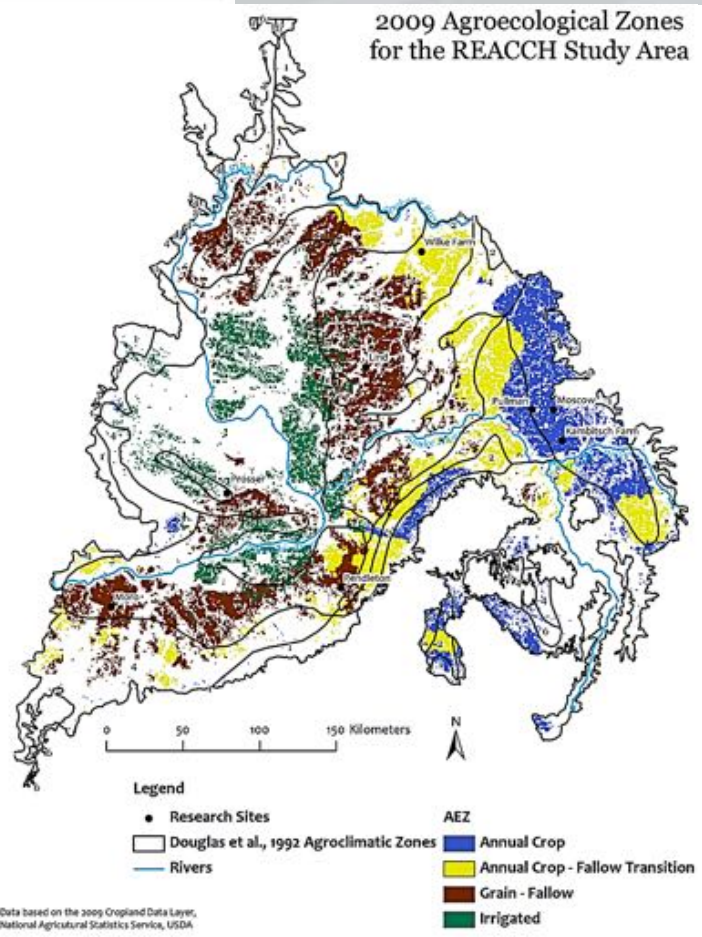 2009 Agroecological Zones
for the REACCH Study Area
Wilke Farm
Lind
Pullman
Moscow
Kambitsch Farm
Prosser
Pendleton
Moro
0 50 100 150 Kilometers
N
Legend
Research Sites
Douglas et al., 1992 Agroclimatic Zones
Rivers
AEZ
Annual Crop
Annual Crop - Fallow Transition
Grain - Fallow
Irrigated
Data based on the 2009 Cropland Data Layer,
National Agricutural Statistics Service, USDA